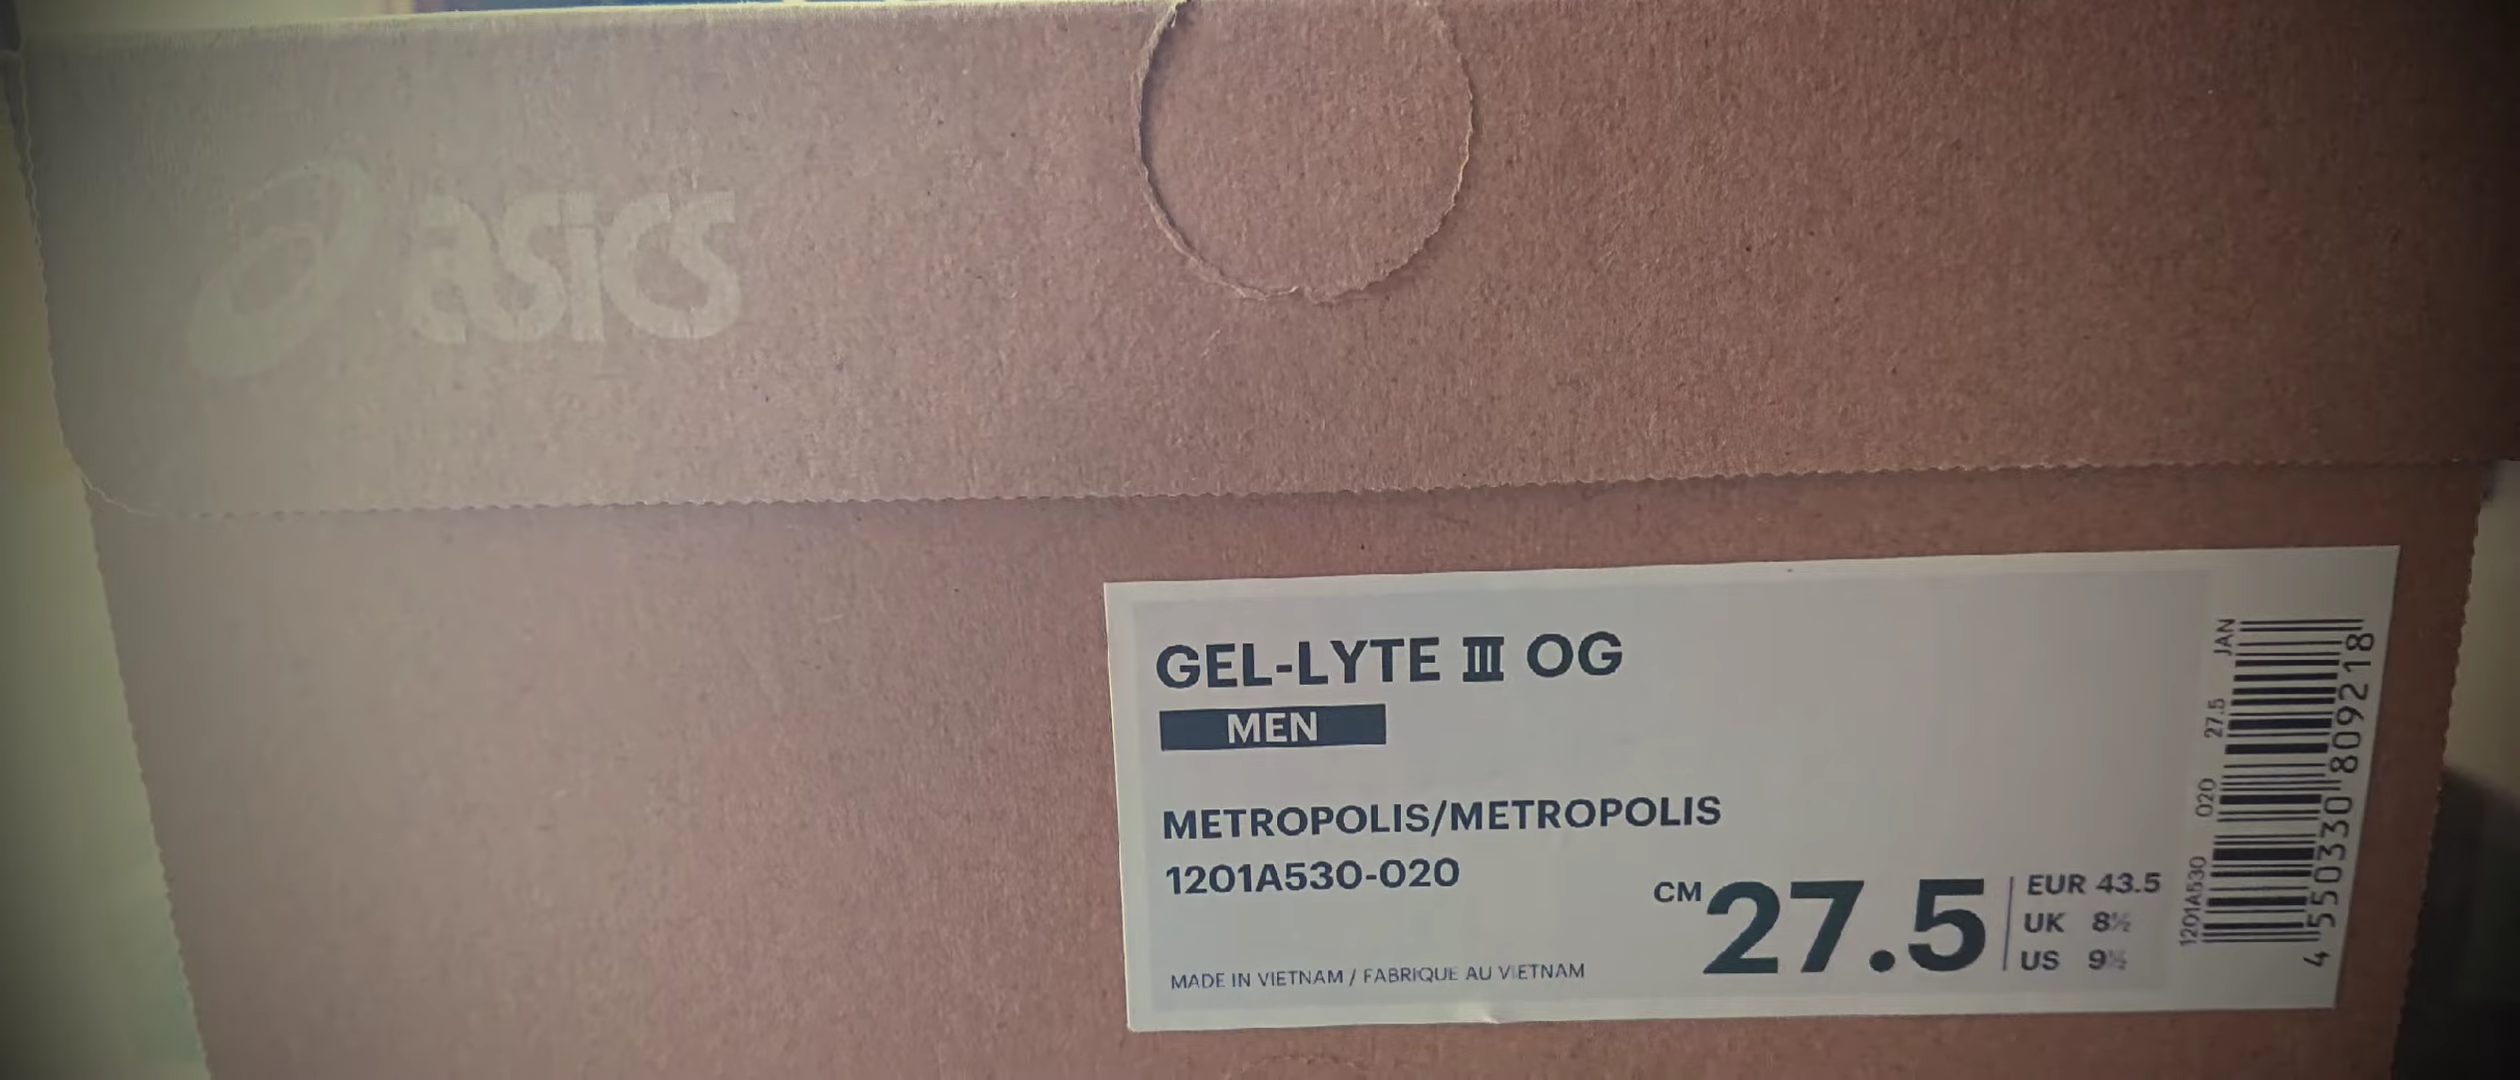 asics
GEL-LYTE III OG
MEN
METROPOLIS/METROPOLIS
1201A530-020
MADE IN VIETNAM / FABRIQUE AU VIETNAM
CM 27.5
EUR 43.5
UK 8½
US 9½
1201A530 020 27.5 JAN
4 550330 809218